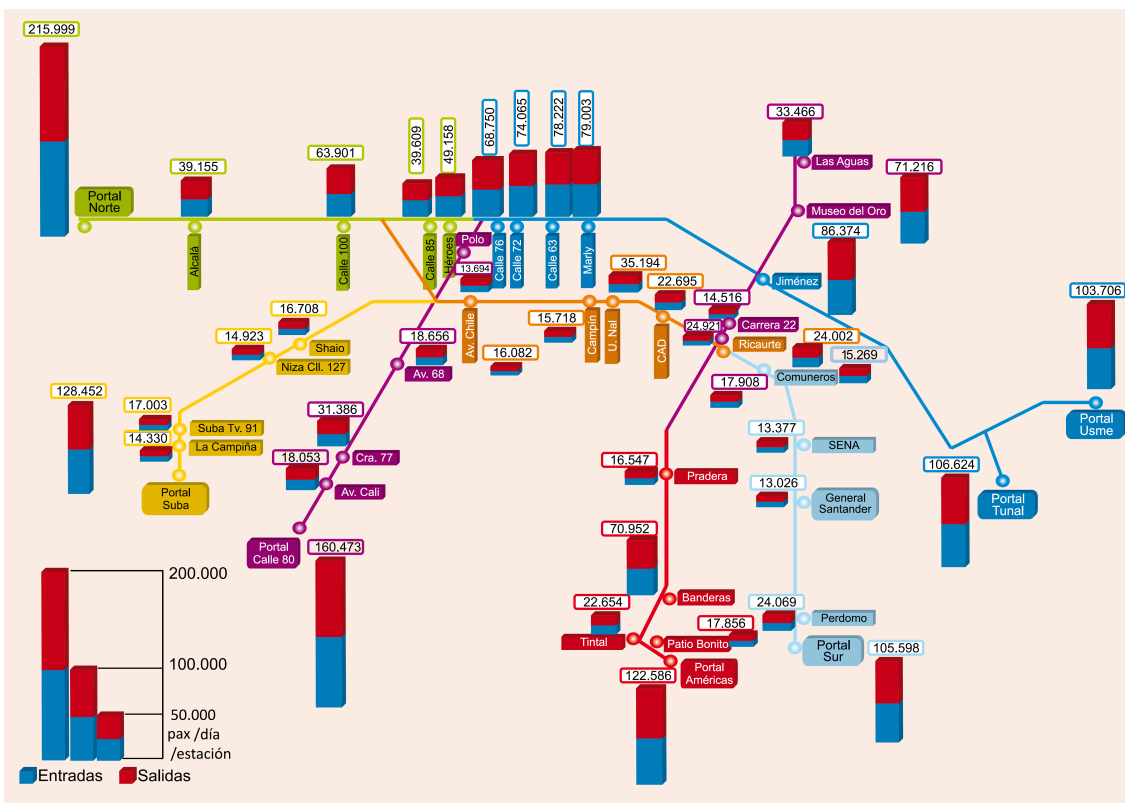 215.999
Portal
Norte
39.155
Alcalá
63.901
Calle 100
39.609
Calle 85
49.158
Héroes
68.750
Calle 76
74.065
Calle 72
78.222
Calle 63
79.003
Marly
33.466
Las Aguas
71.216
Museo del Oro
86.374
Jiménez
103.706
Portal
Usme
Polo
13.694
35.194
22.695
14.516
Carrera 22
24.921
Ricaurte
24.002
15.269
Comuneros
17.908
Av. Chile
16.082
15.718
Campin
U. Nal
CAD
16.708
14.923
Shaio
Niza Cll. 127
18.656
Av. 68
128.452
17.003
Suba Tv. 91
14.330
La Campiña
Portal
Suba
31.386
Cra. 77
18.053
Av. Cali
Portal
Calle 80
160.473
13.377
SENA
13.026
General
Santander
16.547
Pradera
106.624
Portal
Tunal
70.952
Banderas
22.654
Tintal
17.856
Patio Bonito
Portal
Américas
122.586
24.069
Perdomo
Portal
Sur
105.598
200.000
100.000
50.000
pax /día
/estación
Entradas
Salidas